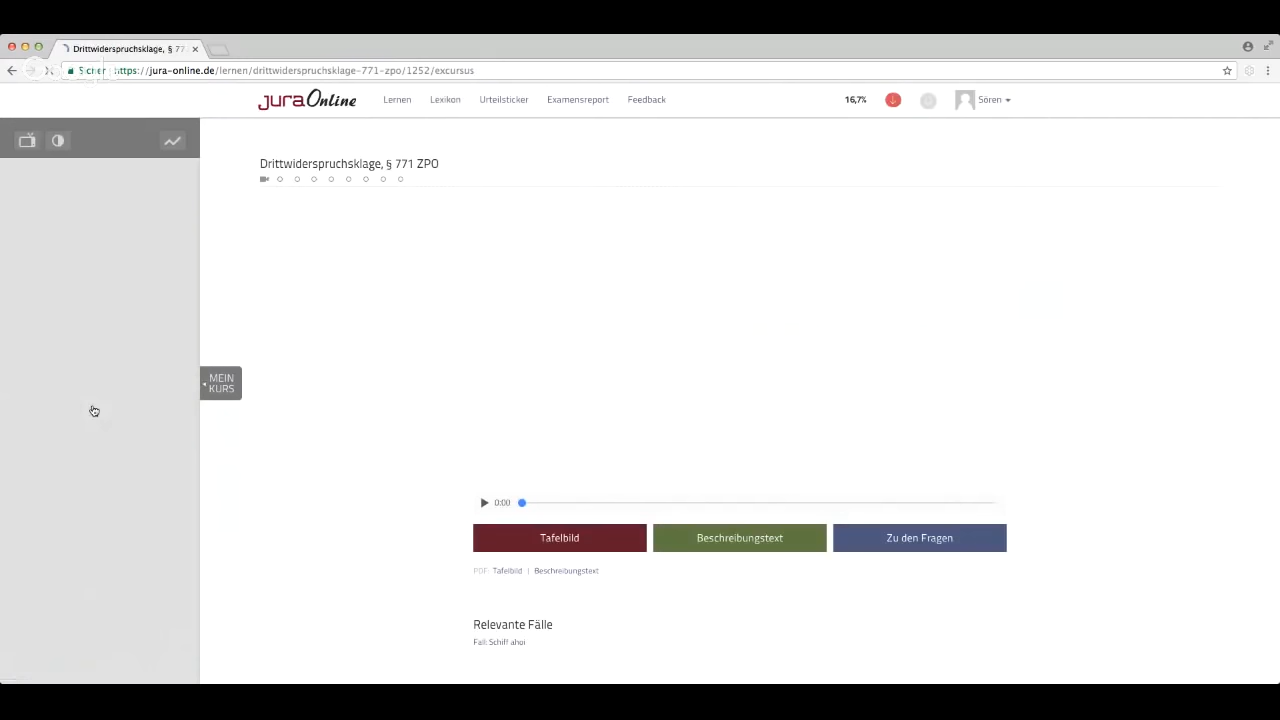 Drittwiderspruchsklage, § 77
Sicher https://jura-online.de/lernen/drittwiderspruchsklage-771-zpo/1252/excursus
juraOnline Lernen Lexikon Urteilsticker Examensreport Feedback 16,7% Sören
Drittwiderspruchsklage, § 771 ZPO
MEIN
KURS
0:00
Tafelbild Beschreibungstext Zu den Fragen
PDF: Tafelbild | Beschreibungstext
Relevante Fälle
Fall: Schiff ahoi